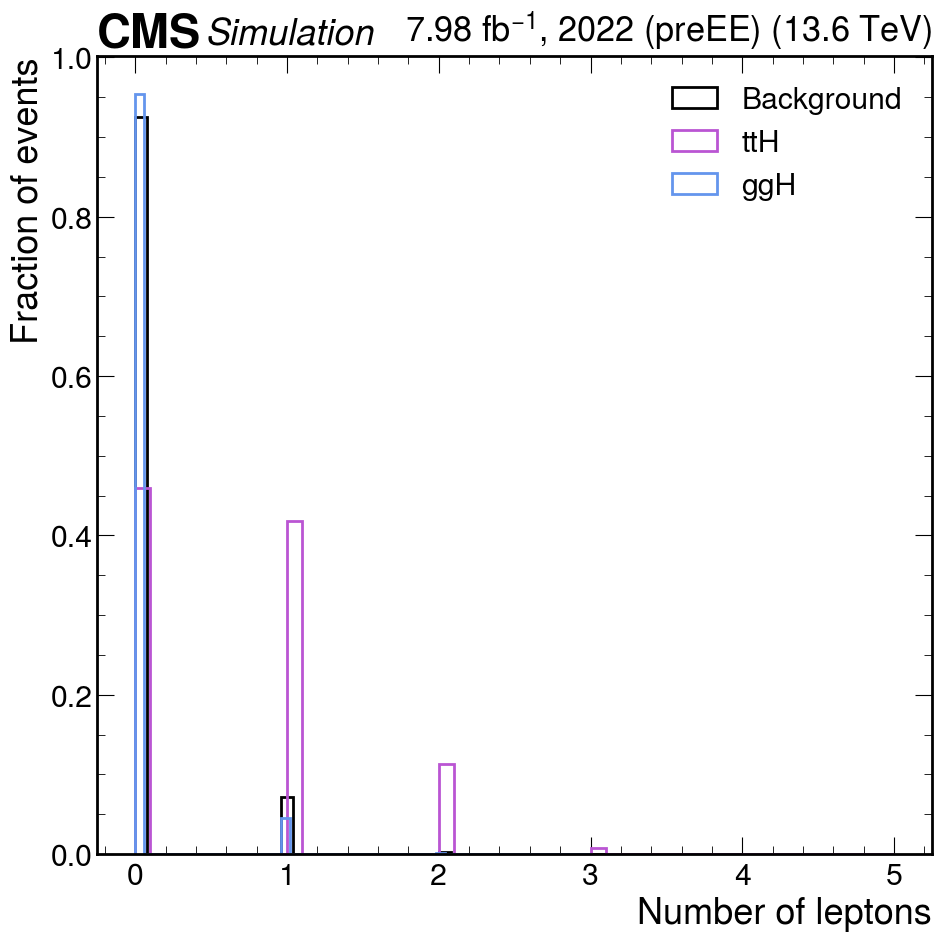 CMS Simulation 7.98 fb⁻¹, 2022 (preEE) (13.6 TeV)
Fraction of events
1.0
0.8
0.6
0.4
0.2
0.0
Background
ttH
ggH
0 1 2 3 4 5
Number of leptons